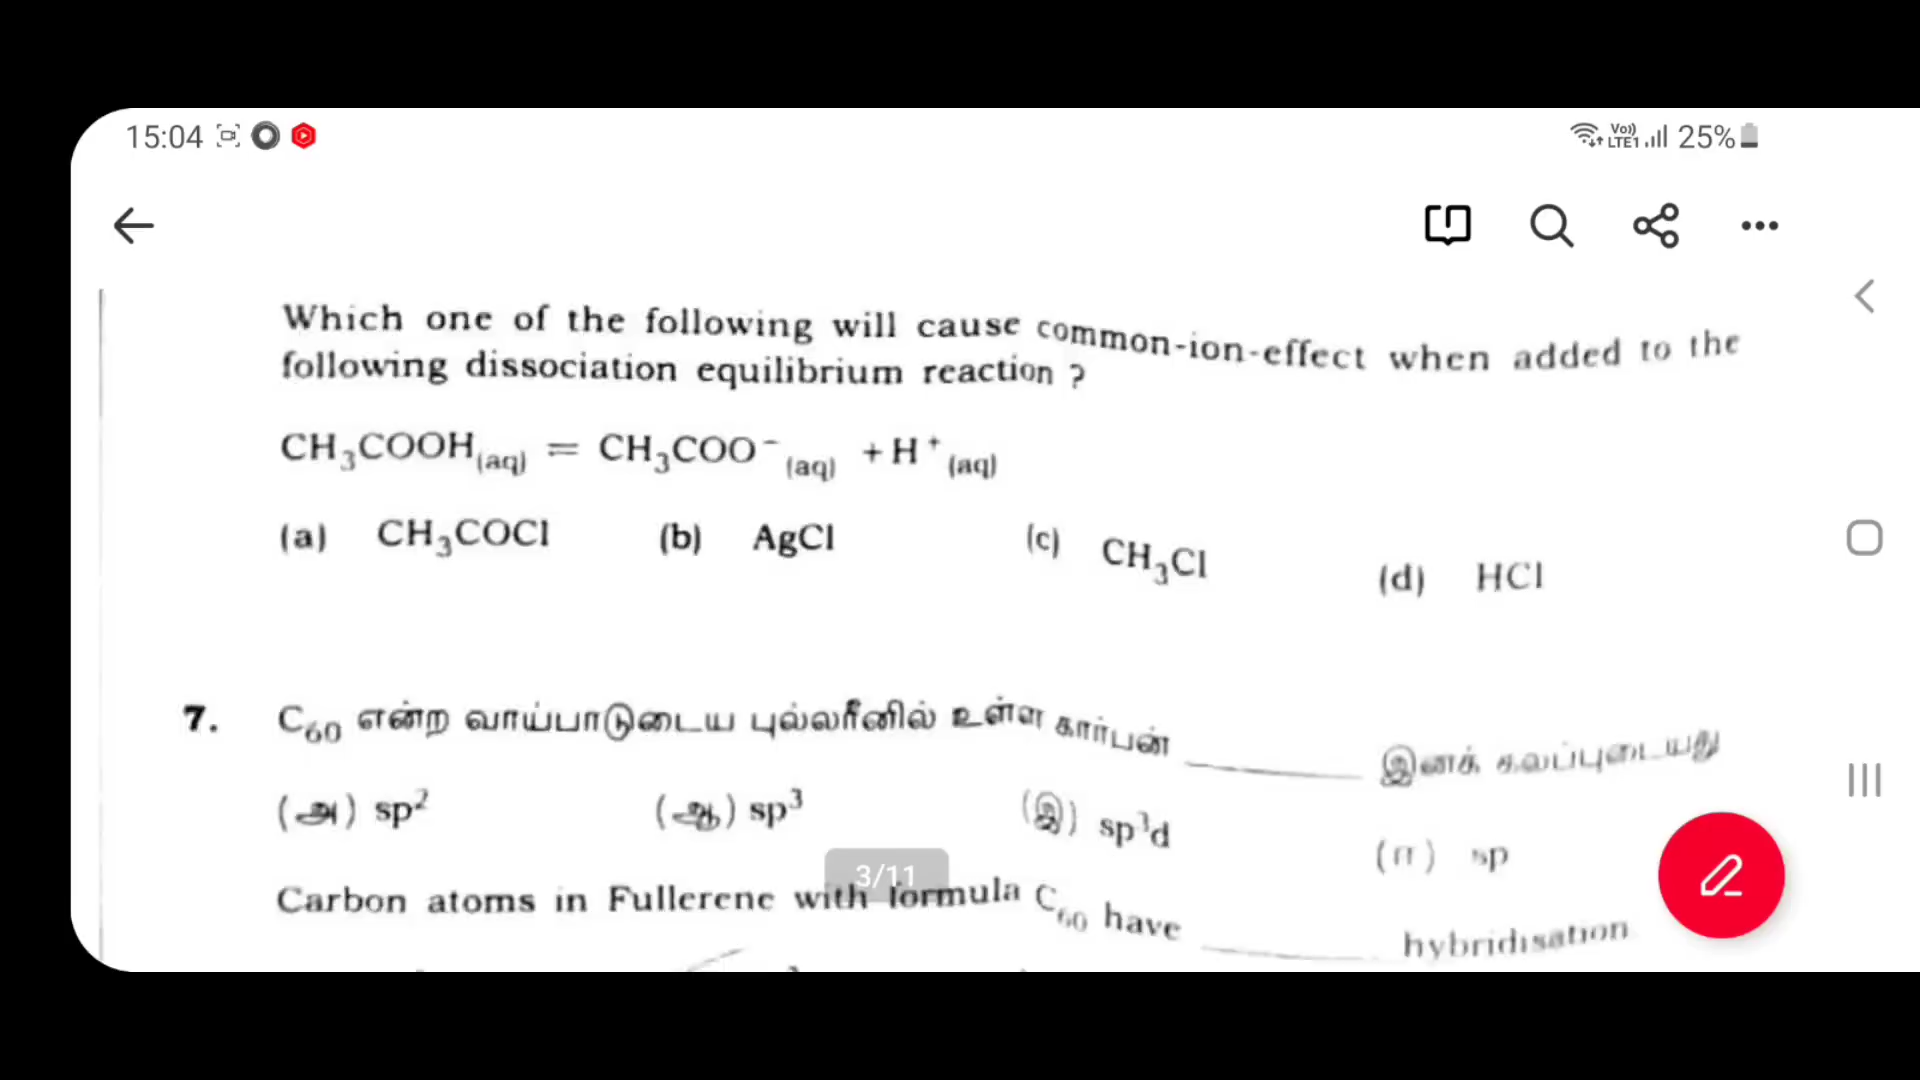 15:04 Vo)) LTE1 25%
Which one of the following will cause common-ion-effect when added to the
following dissociation equilibrium reaction ?
CH₃COOH(aq) = CH₃COO⁻(aq) + H⁺(aq)
(a) CH₃COCl (b) AgCl (c) CH₃Cl (d) HCl
7. C₆₀ என்ற வாய்பாடுடைய புல்லரீனில் உள்ள கார்பன் ________ இனக் கலப்புடையது
(அ) sp² (ஆ) sp³ (இ) sp³d (ஈ) sp
3/11
Carbon atoms in Fullerene with formula C₆₀ have ________ hybridisation